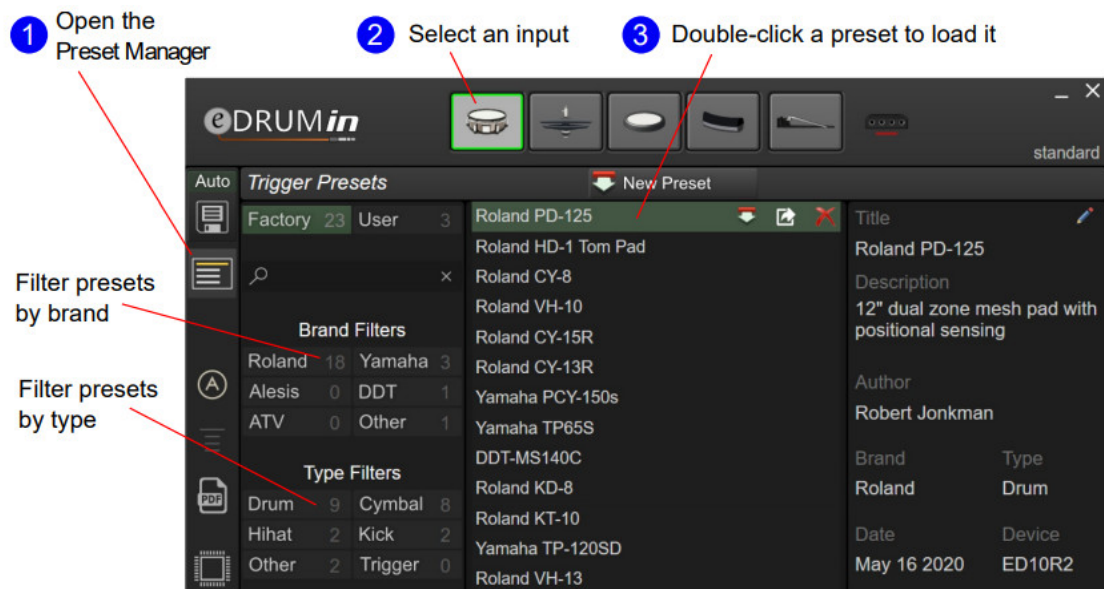 1 Open the
Preset Manager
2 Select an input
3 Double-click a preset to load it
eDRUMin
standard
Auto
Trigger Presets
New Preset
Factory 23 User 3
Filter presets
by brand
Brand Filters
Roland 18 Yamaha 3
Alesis 0 DDT 1
ATV 0 Other 1
Filter presets
by type
Type Filters
Drum 9 Cymbal 8
Hihat 2 Kick 2
Other 2 Trigger 0
A
PDF
Roland PD-125
Roland HD-1 Tom Pad
Roland CY-8
Roland VH-10
Roland CY-15R
Roland CY-13R
Yamaha PCY-150s
Yamaha TP65S
DDT-MS140C
Roland KD-8
Roland KT-10
Yamaha TP-120SD
Roland VH-13
Title
Roland PD-125
Description
12" dual zone mesh pad with
positional sensing
Author
Robert Jonkman
Brand Type
Roland Drum
Date Device
May 16 2020 ED10R2